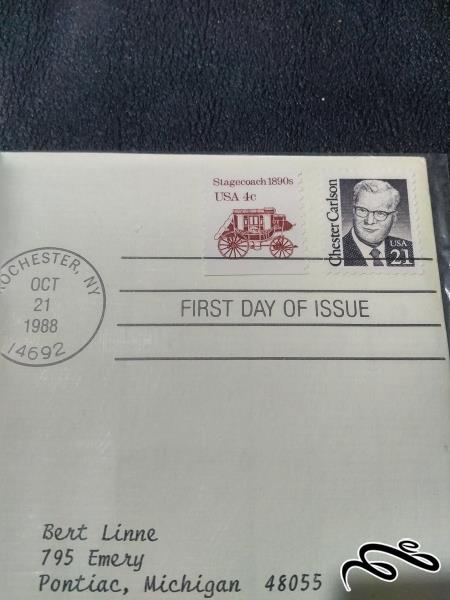 Stagecoach 1890s
USA 4c
Chester Carlson
USA
21
ROCHESTER, NY
OCT
21
1988
14692
FIRST DAY OF ISSUE
Bert Linne
795 Emery
Pontiac, Michigan 48055